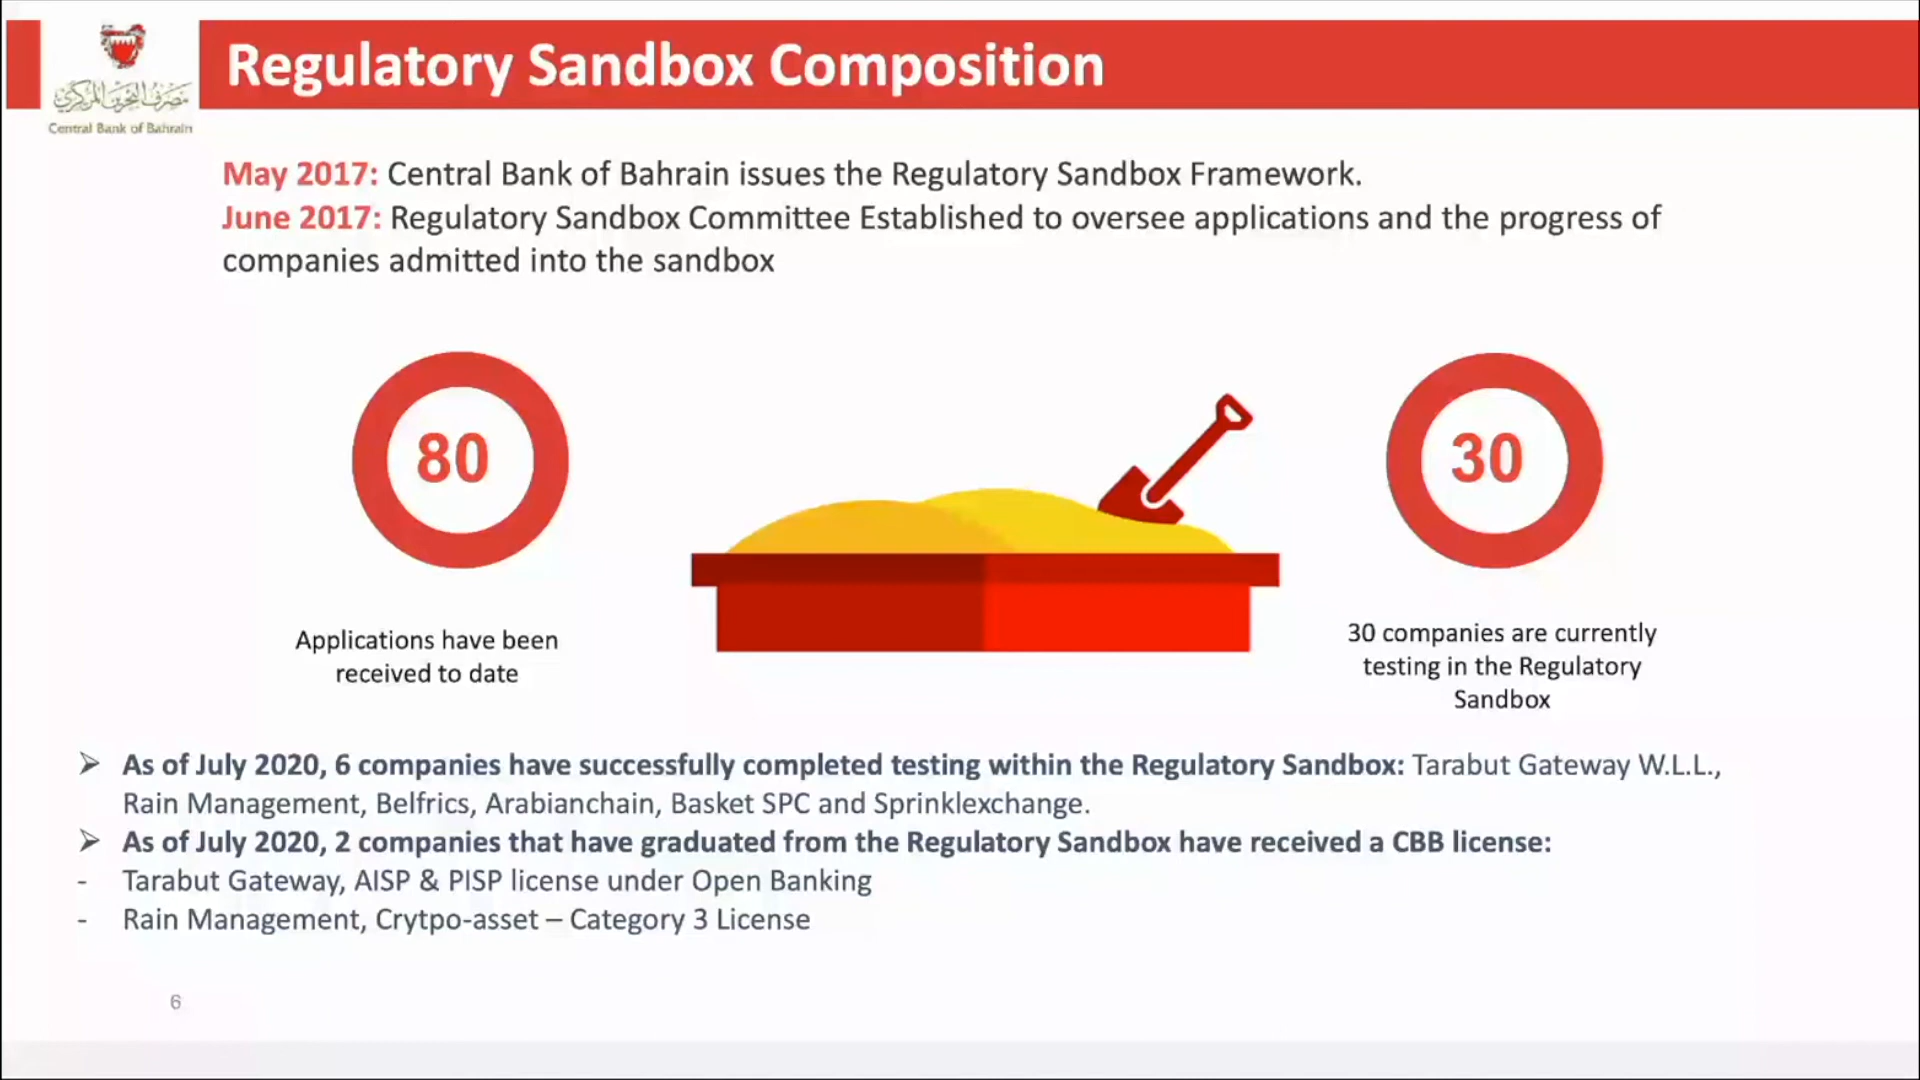 Regulatory Sandbox Composition
مصرف البحرين المركزي
Central Bank of Bahrain
May 2017: Central Bank of Bahrain issues the Regulatory Sandbox Framework.
June 2017: Regulatory Sandbox Committee Established to oversee applications and the progress of
companies admitted into the sandbox
80
30
Applications have been
received to date
30 companies are currently
testing in the Regulatory
Sandbox
➢ As of July 2020, 6 companies have successfully completed testing within the Regulatory Sandbox: Tarabut Gateway W.L.L.,
Rain Management, Belfrics, Arabianchain, Basket SPC and Sprinklexchange.
➢ As of July 2020, 2 companies that have graduated from the Regulatory Sandbox have received a CBB license:
- Tarabut Gateway, AISP & PISP license under Open Banking
- Rain Management, Crytpo-asset – Category 3 License
6